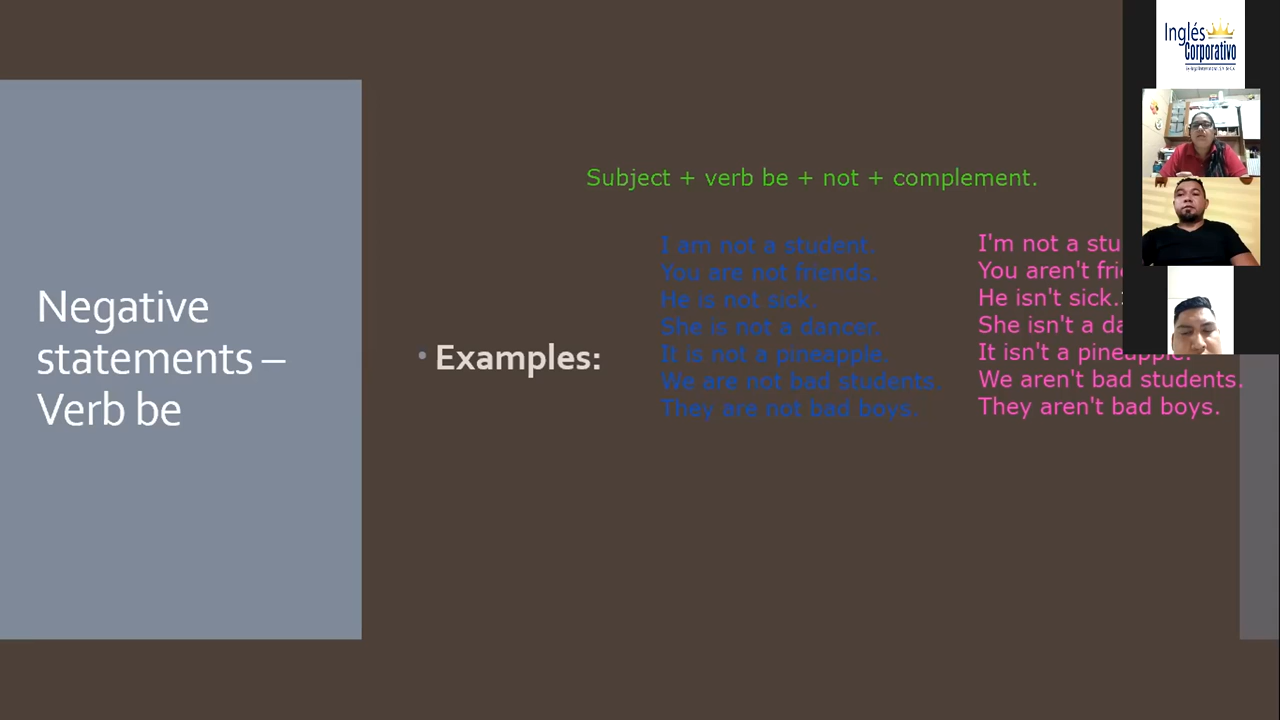 Inglés
Corporativo
Negative
statements –
Verb be
Subject + verb be + not + complement.
• Examples:
I am not a student.
You are not friends.
He is not sick.
She is not a dancer.
It is not a pineapple.
We are not bad students.
They are not bad boys.
I'm not a stu
You aren't frie
He isn't sick.
She isn't a da
It isn't a pineapple.
We aren't bad students.
They aren't bad boys.